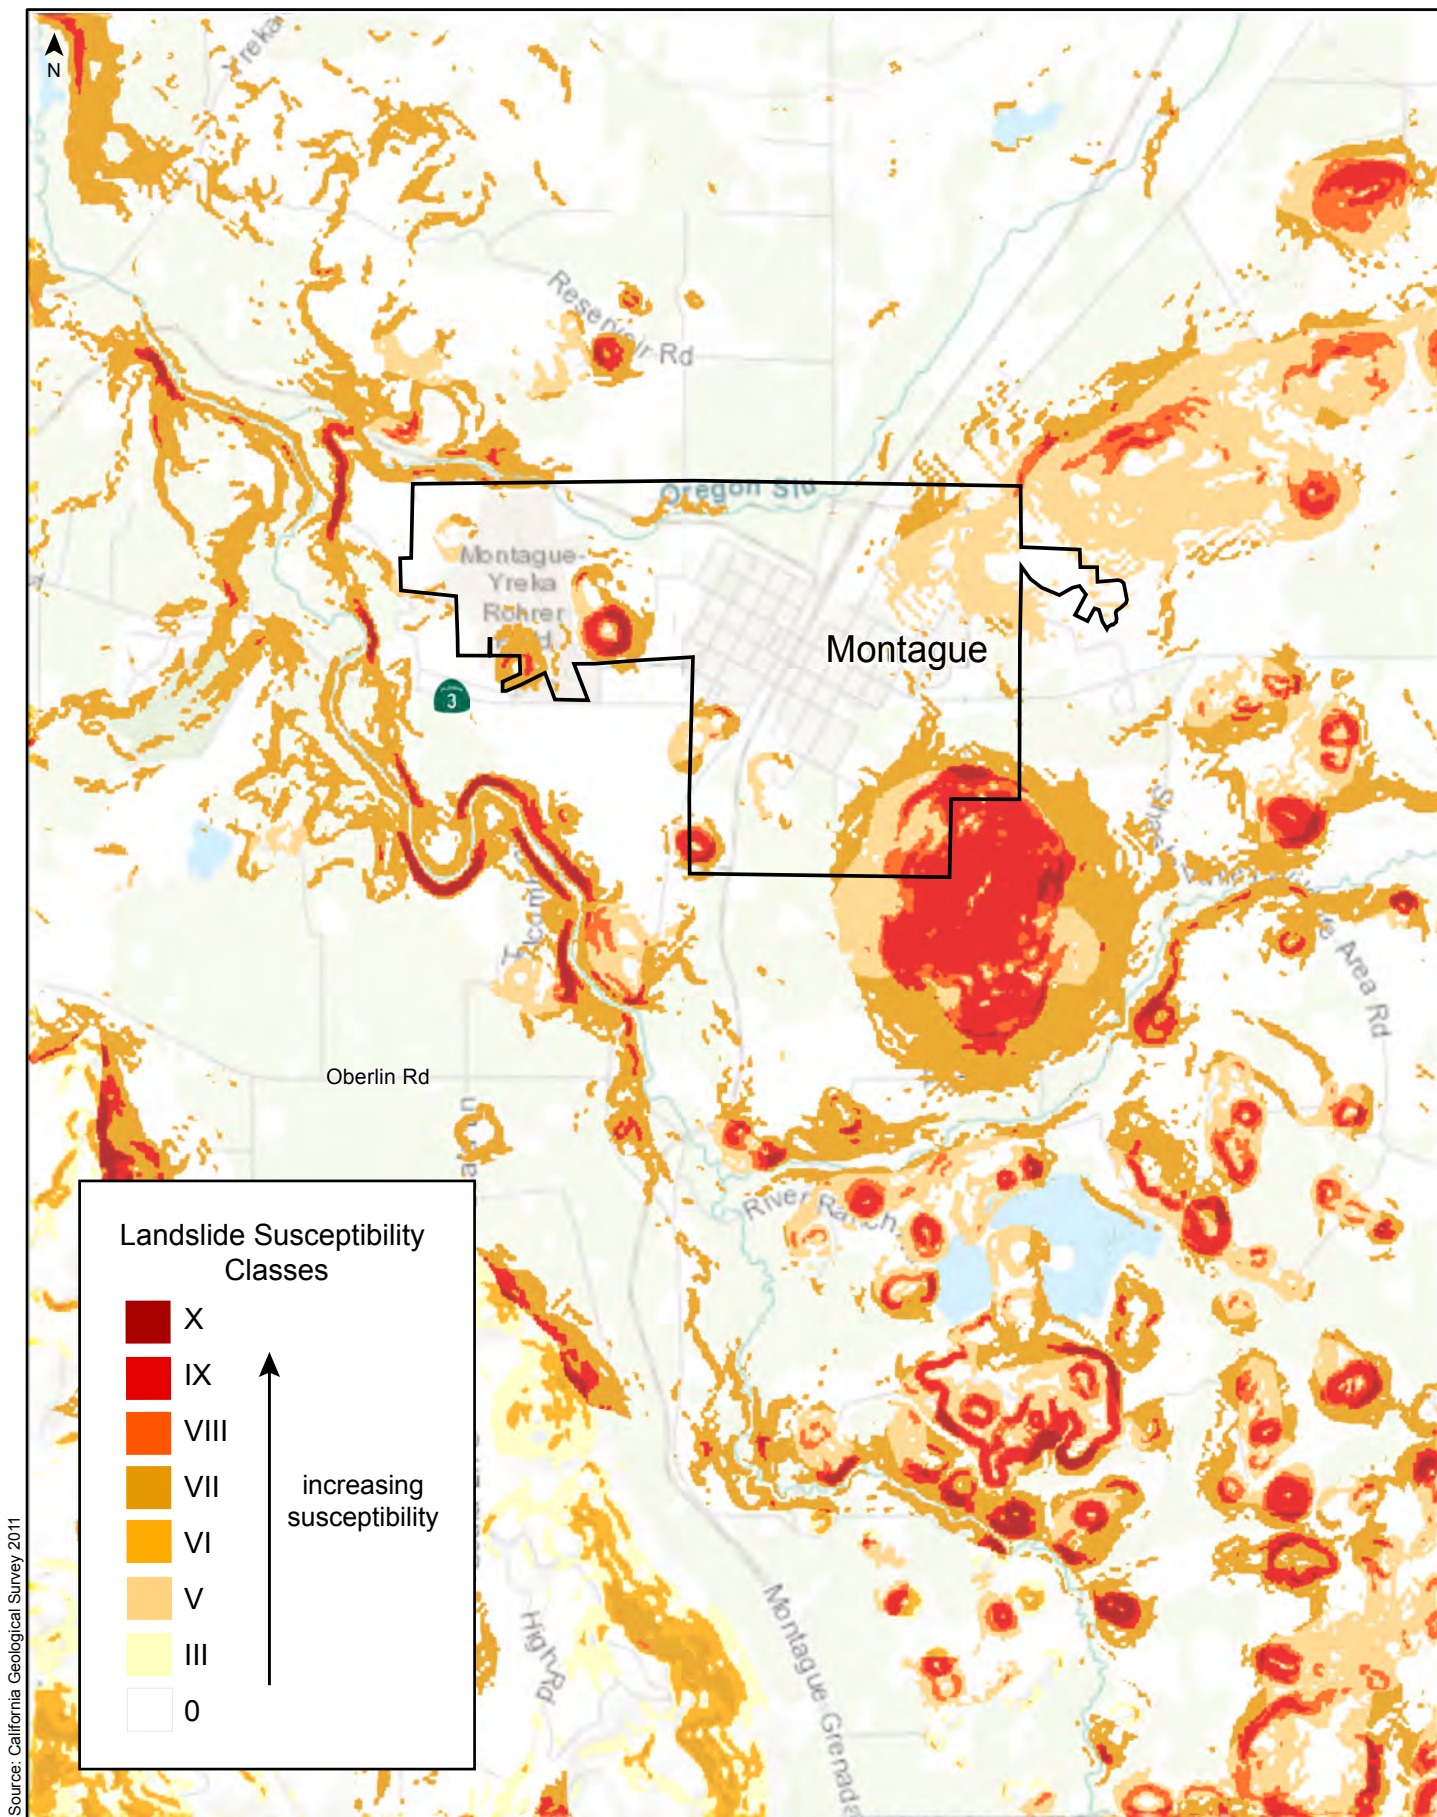 N
Yreka
Reservoir Rd
Oregon Sld
Montague-
Yreka
Rohrer
Montague
3
Oberlin Rd
Area Rd
River Ranch
Landslide Susceptibility
Classes
X
IX
VIII
VII
VI
V
III
0
increasing
susceptibility
High Rd
Montague Grenada
Source: California Geological Survey 2011